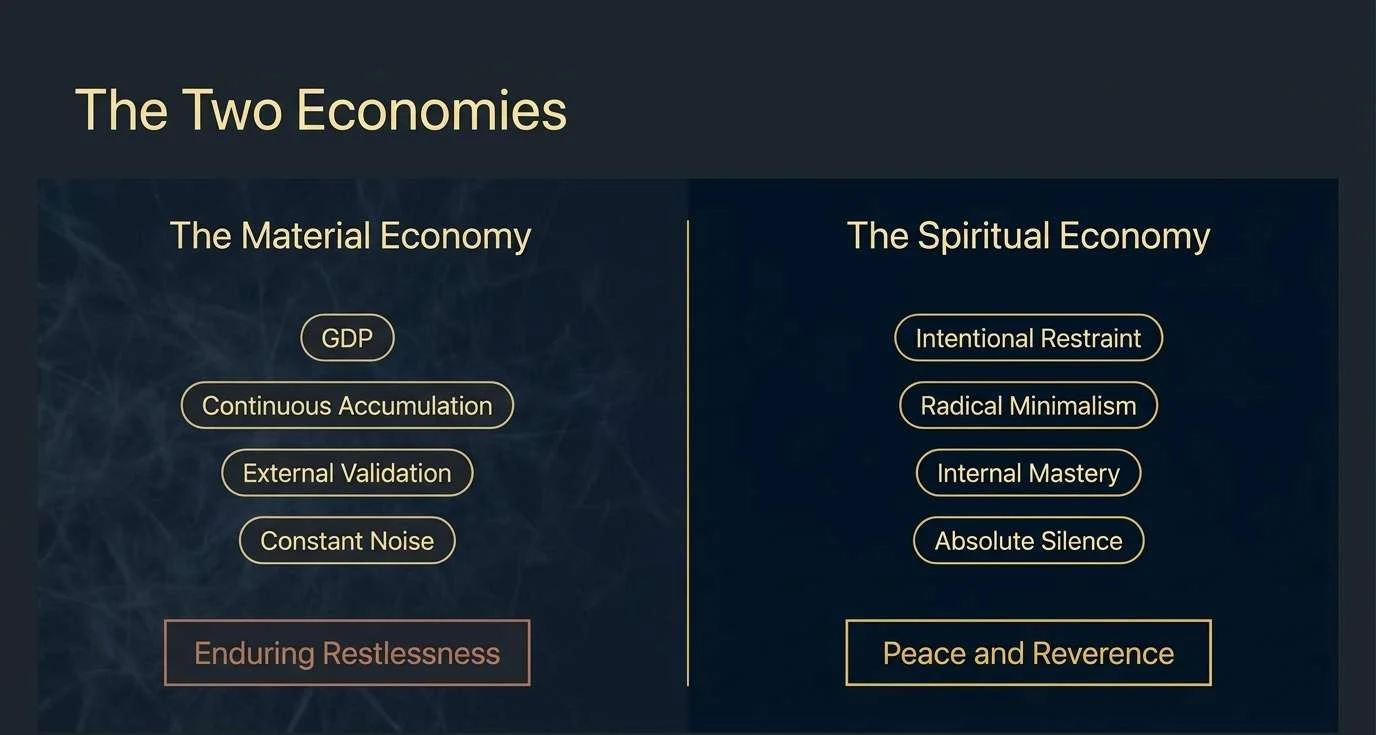 The Two Economies
The Material Economy
GDP
Continuous Accumulation
External Validation
Constant Noise
Enduring Restlessness
The Spiritual Economy
Intentional Restraint
Radical Minimalism
Internal Mastery
Absolute Silence
Peace and Reverence